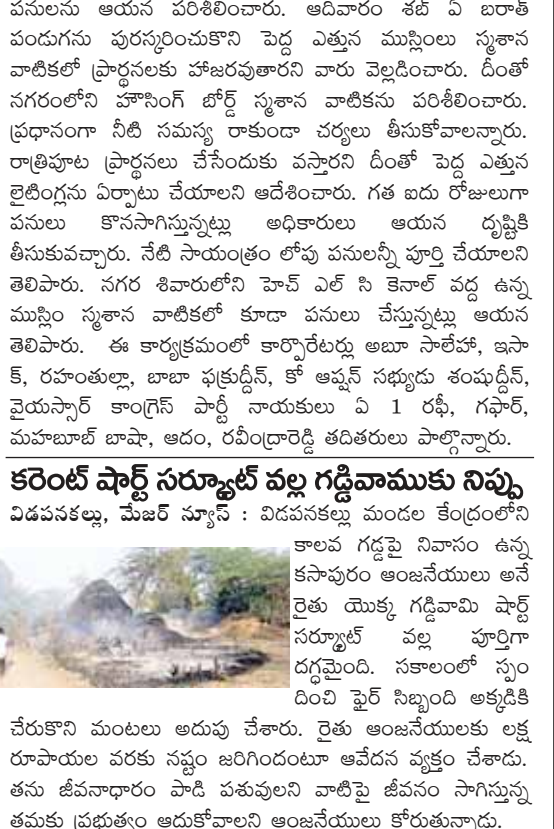 పనులను ఆయన పరిశీలించారు. ఆదివారం శబ్ ఏ బరాత్
పండుగను పురస్కరించుకొని పెద్ద ఎత్తున ముస్లింలు స్మశాన
వాటికలో ప్రార్థనలకు హాజరవుతారని వారు వెల్లడించారు. దీంతో
నగరంలోని హౌసింగ్ బోర్డ్ స్మశాన వాటికను పరిశీలించారు.
ప్రధానంగా నీటి సమస్య రాకుండా చర్యలు తీసుకోవాలన్నారు.
రాత్రిపూట ప్రార్థనలు చేసేందుకు వస్తారని దీంతో పెద్ద ఎత్తున
లైటింగ్లను ఏర్పాటు చేయాలని ఆదేశించారు. గత ఐదు రోజులుగా
పనులు కొనసాగిస్తున్నట్లు అధికారులు ఆయన దృష్టికి
తీసుకువచ్చారు. నేటి సాయంత్రం లోపు పనులన్నీ పూర్తి చేయాలని
తెలిపారు. నగర శివారులోని హెచ్ ఎల్ సి కెనాల్ వద్ద ఉన్న
ముస్లిం స్మశాన వాటికలో కూడా పనులు చేస్తున్నట్లు ఆయన
తెలిపారు. ఈ కార్యక్రమంలో కార్పొరేటర్లు అబూ సాలేహా, ఇసా
క్, రహంతుల్లా, బాబా ఫక్రుద్దీన్, కో ఆప్షన్ సభ్యుడు శంషుద్దీన్,
వైయస్సార్ కాంగ్రెస్ పార్టీ నాయకులు ఏ 1 రఫీ, గఫార్,
మహబూబ్ బాషా, ఆదం, రవీంద్రారెడ్డి తదితరులు పాల్గొన్నారు.
కరెంట్ షార్ట్ సర్క్యూట్ వల్ల గడ్డివాముకు నిప్పు
విడపనకల్లు, మేజర్ న్యూస్ : విడపనకల్లు మండల కేంద్రంలోని
కాలవ గడ్డపై నివాసం ఉన్న
కసాపురం ఆంజనేయులు అనే
రైతు యొక్క గడ్డివామి షార్ట్
సర్క్యూట్ వల్ల పూర్తిగా
దగ్ధమైంది. సకాలంలో స్పం
దించి ఫైర్ సిబ్బంది అక్కడికి
చేరుకొని మంటలు అదుపు చేశారు. రైతు ఆంజనేయులకు లక్ష
రూపాయల వరకు నష్టం జరిగిందంటూ ఆవేదన వ్యక్తం చేశాడు.
తను జీవనాధారం పాడి పశువులని వాటిపై జీవనం సాగిస్తున్న
తమకు ప్రభుత్వం ఆదుకోవాలని ఆంజనేయులు కోరుతున్నాడు.